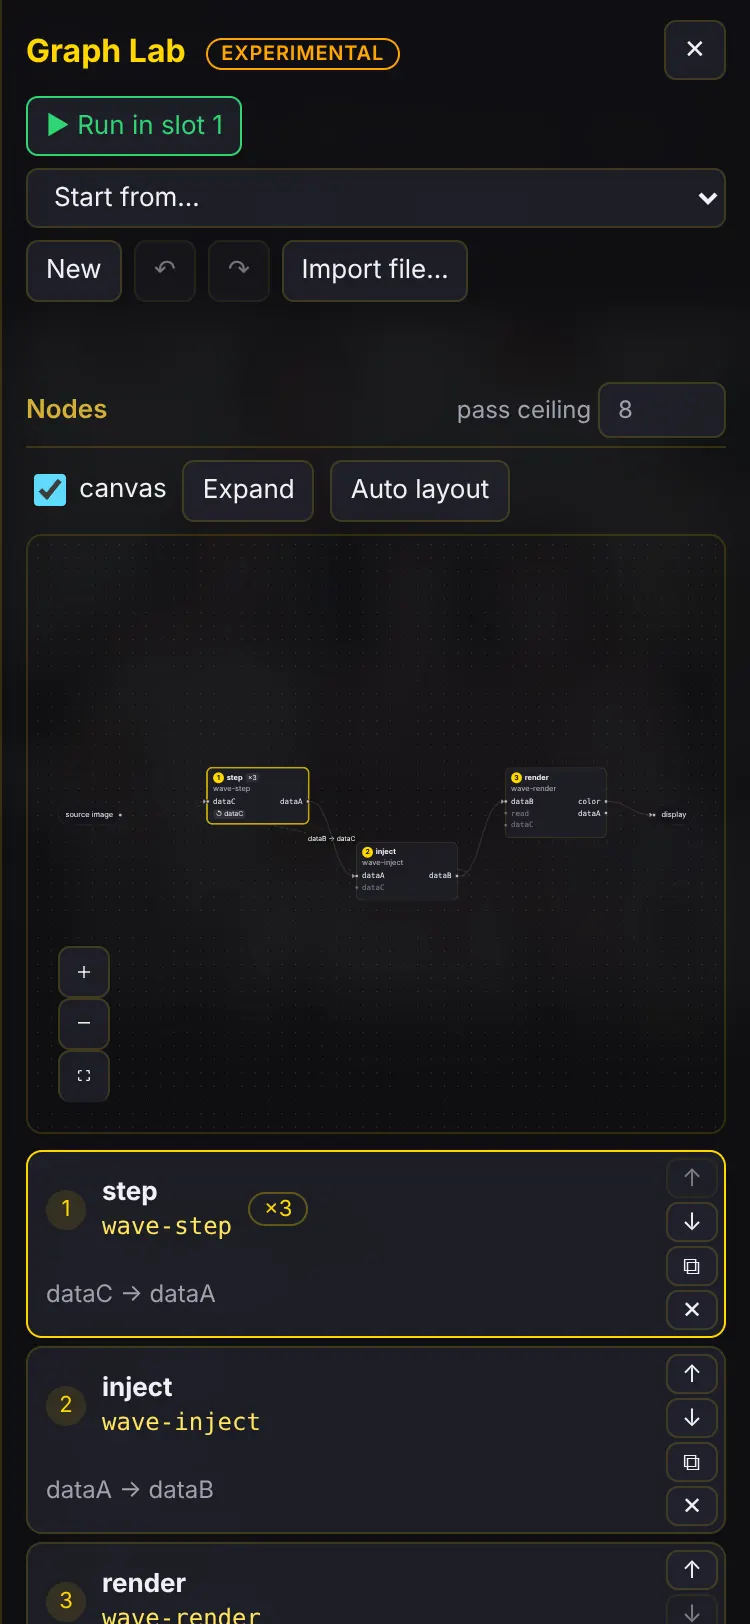 Graph Lab EXPERIMENTAL ✕
▶ Run in slot 1
Start from...
New ↶ ↷ Import file...
Nodes pass ceiling 8
canvas Expand Auto layout
1 step ×3
wave-step
dataC dataA
↺ dataC
source image
dataB → dataC
2 inject
wave-inject
dataA dataB
dataC
3 render
wave-render
dataB color
read dataA
dataC
display
+
−
1 step ×3
wave-step
dataC → dataA
↑
↓
⧉
✕
2 inject
wave-inject
dataA → dataB
↑
↓
⧉
✕
3 render
wave-render
↑
↓